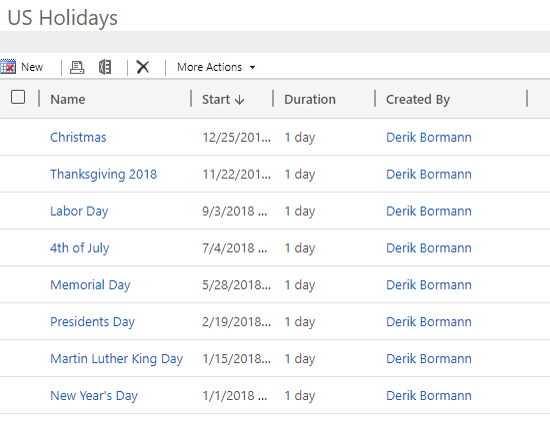 US Holidays
New More Actions
Name Start ↓ Duration Created By
Christmas 12/25/201... 1 day Derik Bormann
Thanksgiving 2018 11/22/201... 1 day Derik Bormann
Labor Day 9/3/2018 ... 1 day Derik Bormann
4th of July 7/4/2018 ... 1 day Derik Bormann
Memorial Day 5/28/2018... 1 day Derik Bormann
Presidents Day 2/19/2018... 1 day Derik Bormann
Martin Luther King Day 1/15/2018... 1 day Derik Bormann
New Year's Day 1/1/2018 ... 1 day Derik Bormann